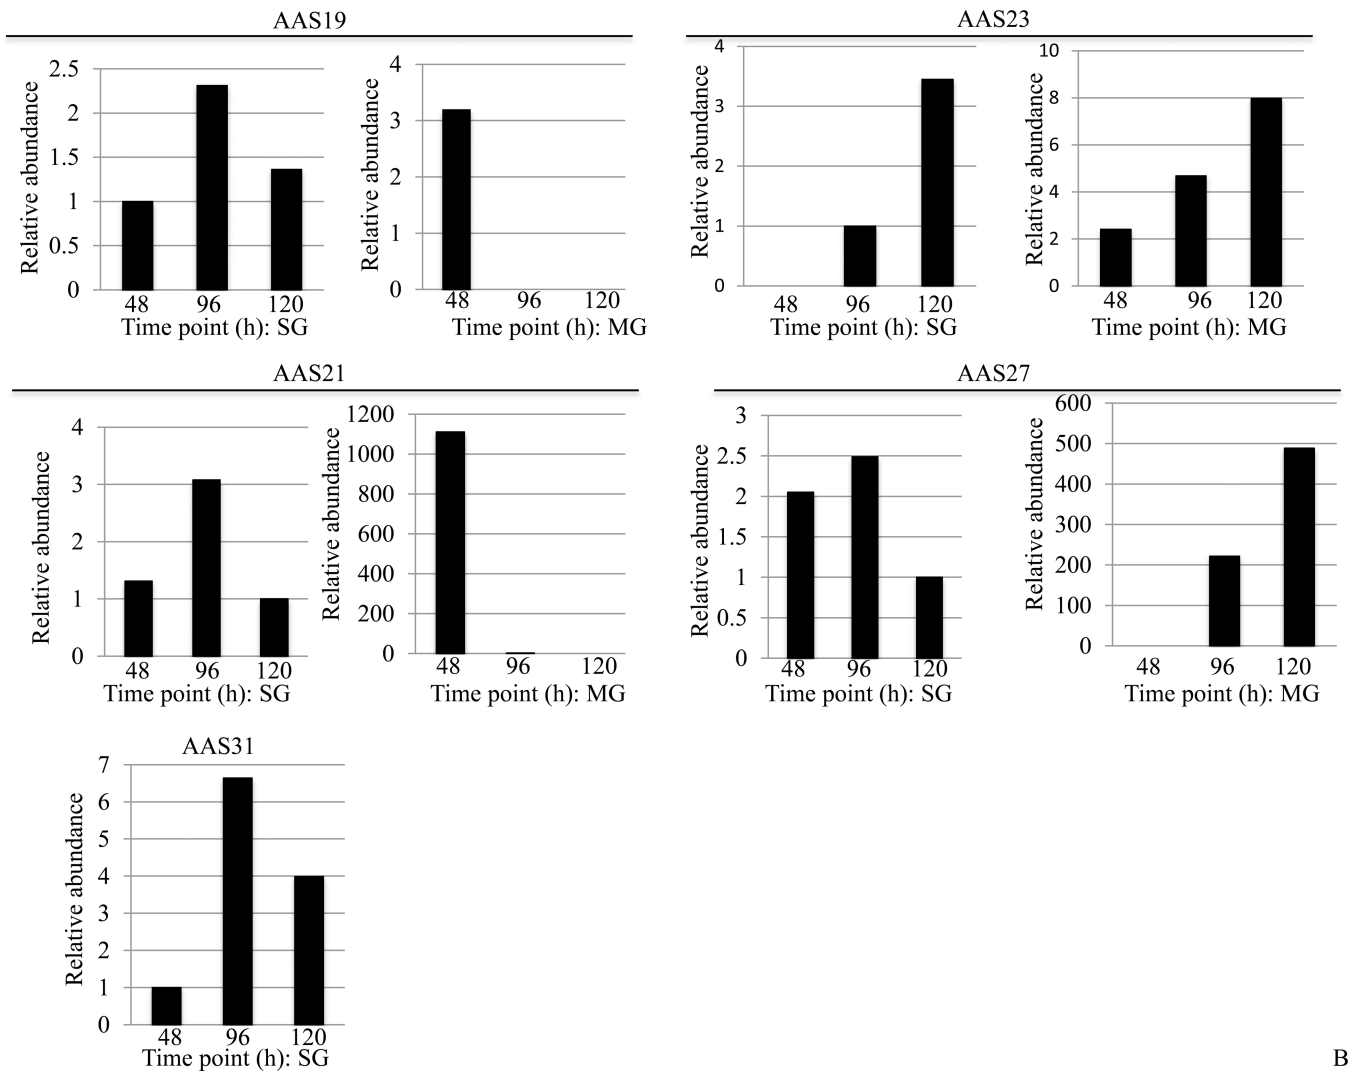 AAS19
Relative abundance
2.5
2
1.5
1
0.5
0
48 96 120
Time point (h): SG
Relative abundance
4
3
2
1
0
48 96 120
Time point (h): MG
AAS23
Relative abundance
4
3
2
1
0
48 96 120
Time point (h): SG
Relative abundance
10
8
6
4
2
0
48 96 120
Time point (h): MG
AAS21
Relative abundance
4
3
2
1
0
48 96 120
Time point (h): SG
Relative abundance
1200
1000
800
600
400
200
0
48 96 120
Time point (h): MG
AAS27
Relative abundance
3
2.5
2
1.5
1
0.5
0
48 96 120
Time point (h): SG
Relative abundance
600
500
400
300
200
100
0
48 96 120
Time point (h): MG
AAS31
Relative abundance
7
6
5
4
3
2
1
0
48 96 120
Time point (h): SG
B